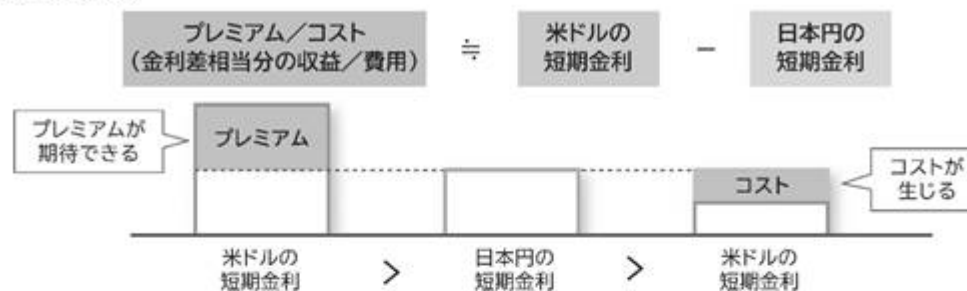 プレミアム／コスト
（金利差相当分の収益／費用）
≒
米ドルの
短期金利
－
日本円の
短期金利
プレミアムが
期待できる
プレミアム
コスト
コストが
生じる
米ドルの
短期金利
＞
日本円の
短期金利
＞
米ドルの
短期金利